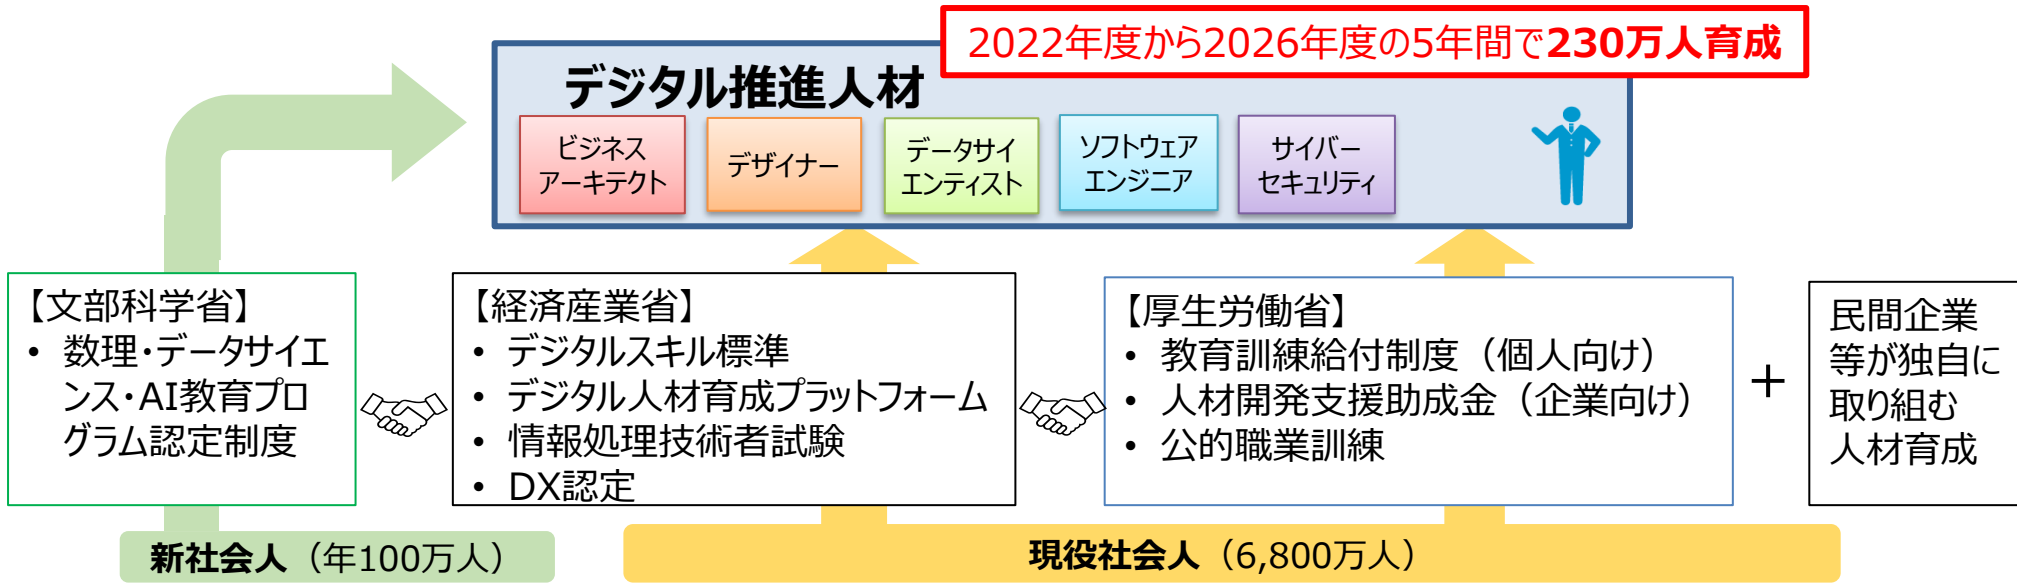 2022年度から2026年度の5年間で230万人育成
デジタル推進人材
ビジネス
アーキテクト
デザイナー
データサイ
エンティスト
ソフトウェア
エンジニア
サイバー
セキュリティ
【文部科学省】
• 数理・データサイエ
ンス・AI教育プロ
グラム認定制度
【経済産業省】
• デジタルスキル標準
• デジタル人材育成プラットフォーム
• 情報処理技術者試験
• DX認定
【厚生労働省】
• 教育訓練給付制度（個人向け）
• 人材開発支援助成金（企業向け）
• 公的職業訓練
＋
民間企業
等が独自に
取り組む
人材育成
新社会人（年100万人）
現役社会人（6,800万人）